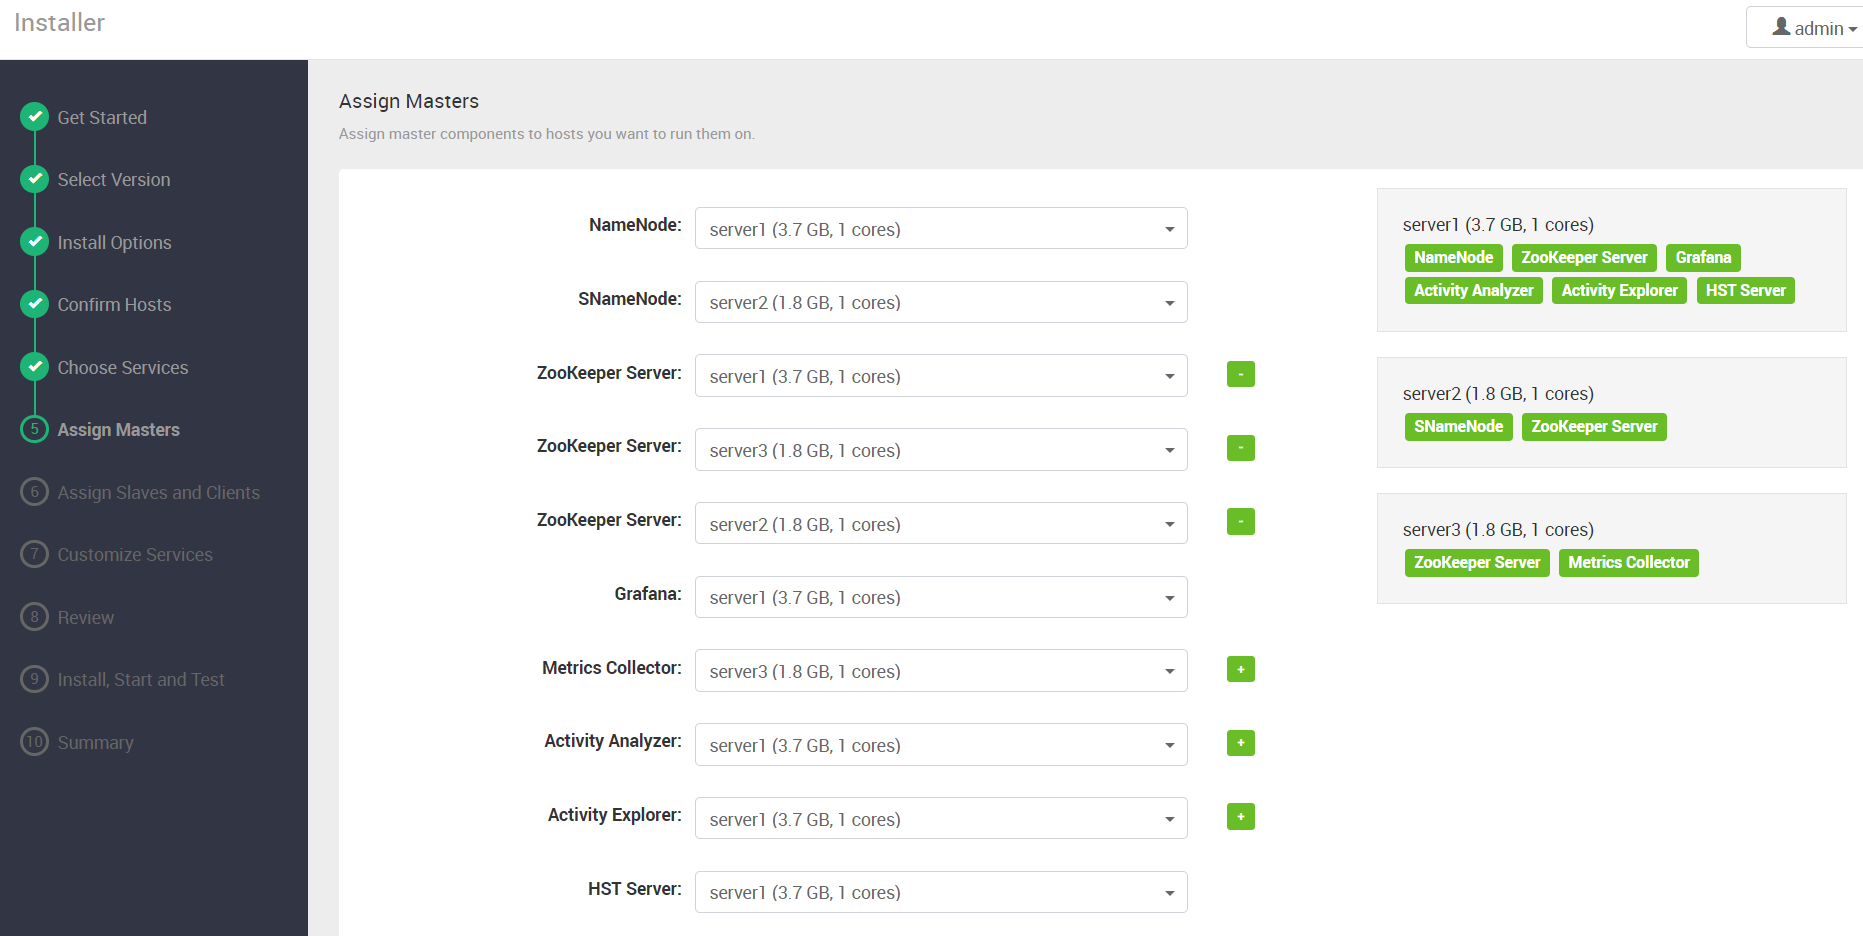 Installer
admin
Get Started
Select Version
Install Options
Confirm Hosts
Choose Services
5 Assign Masters
6 Assign Slaves and Clients
7 Customize Services
8 Review
9 Install, Start and Test
10 Summary
Assign Masters
Assign master components to hosts you want to run them on.
NameNode: server1 (3.7 GB, 1 cores)
SNameNode: server2 (1.8 GB, 1 cores)
ZooKeeper Server: server1 (3.7 GB, 1 cores) -
ZooKeeper Server: server3 (1.8 GB, 1 cores) -
ZooKeeper Server: server2 (1.8 GB, 1 cores) -
Grafana: server1 (3.7 GB, 1 cores)
Metrics Collector: server3 (1.8 GB, 1 cores) +
Activity Analyzer: server1 (3.7 GB, 1 cores) +
Activity Explorer: server1 (3.7 GB, 1 cores) +
HST Server: server1 (3.7 GB, 1 cores)
server1 (3.7 GB, 1 cores)
NameNode ZooKeeper Server Grafana
Activity Analyzer Activity Explorer HST Server
server2 (1.8 GB, 1 cores)
SNameNode ZooKeeper Server
server3 (1.8 GB, 1 cores)
ZooKeeper Server Metrics Collector